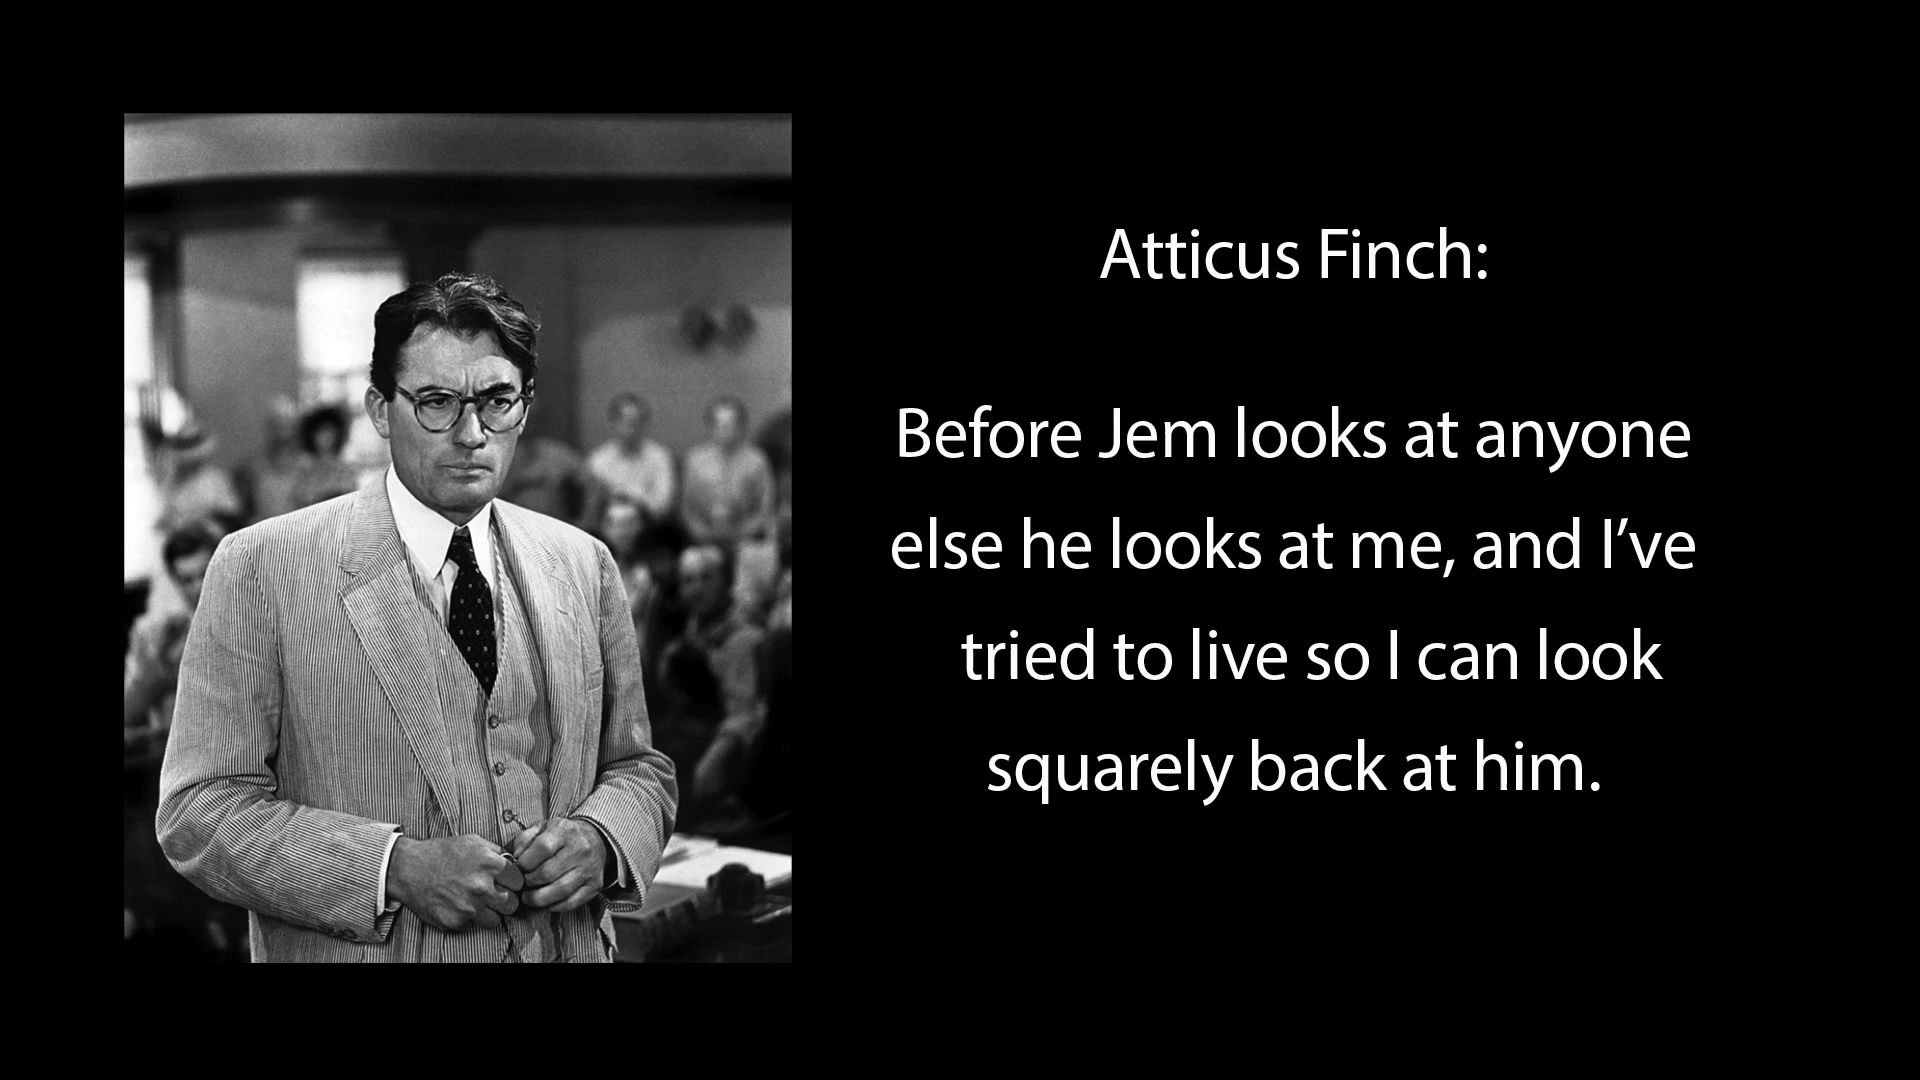 Atticus Finch:
Before Jem looks at anyone
else he looks at me, and I’ve
tried to live so I can look
squarely back at him.